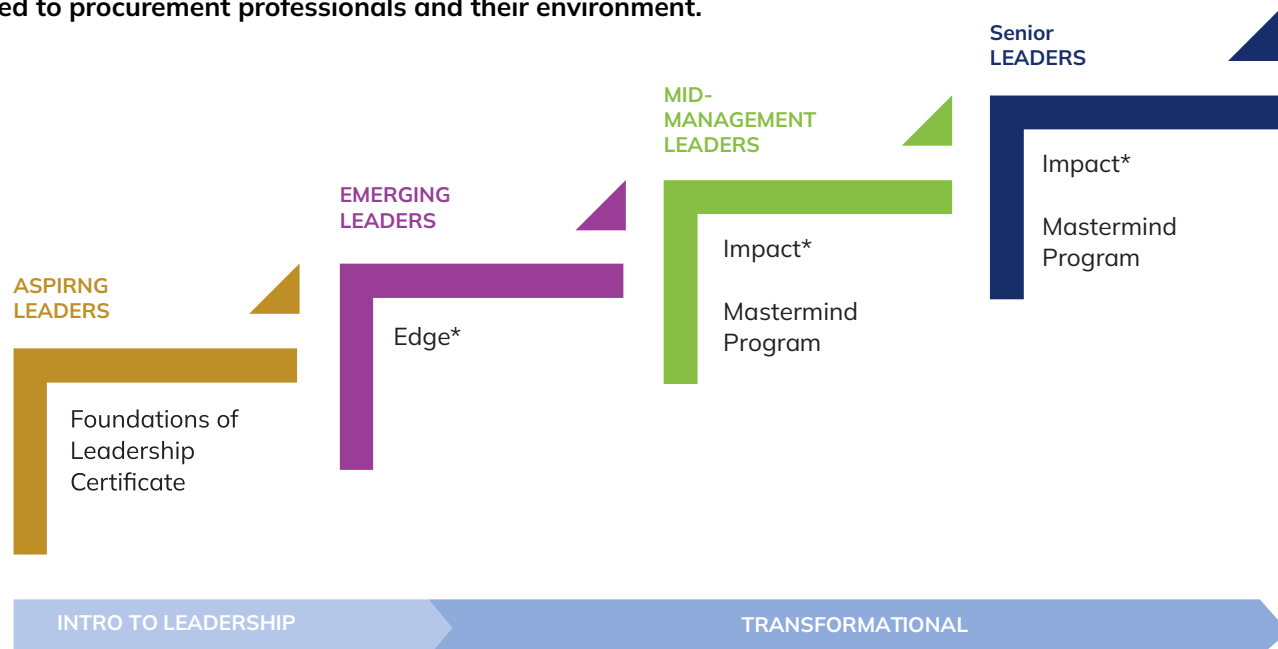 ed to procurement professionals and their environment.
Senior
LEADERS
MID-
MANAGEMENT
LEADERS
Impact*
Mastermind
Program
EMERGING
LEADERS
Impact*
Mastermind
Program
ASPIRNG
LEADERS
Edge*
Foundations of
Leadership
Certificate
INTRO TO LEADERSHIP
TRANSFORMATIONAL